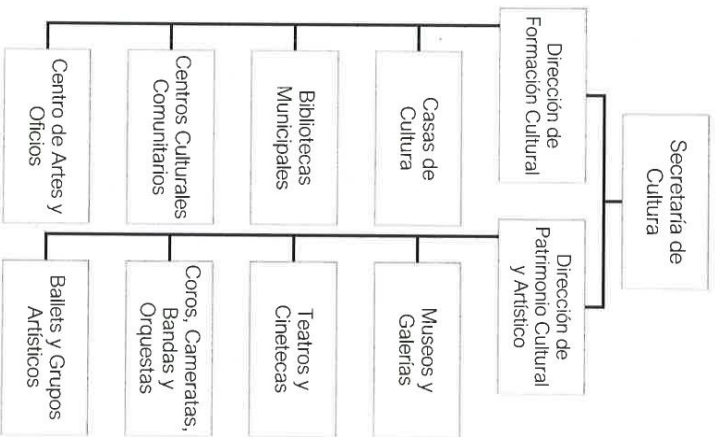 Secretaría de
Cultura
Dirección de
Formación Cultural
Casas de
Cultura
Bibliotecas
Municipales
Centros Culturales
Comunitarios
Centro de Artes y
Oficios
Dirección de
Patrimonio Cultural
y Artístico
Museos y
Galerías
Teatros y
Cinetecas
Coros, Cameratas,
Bandas y
Orquestas
Ballets y Grupos
Artísticos